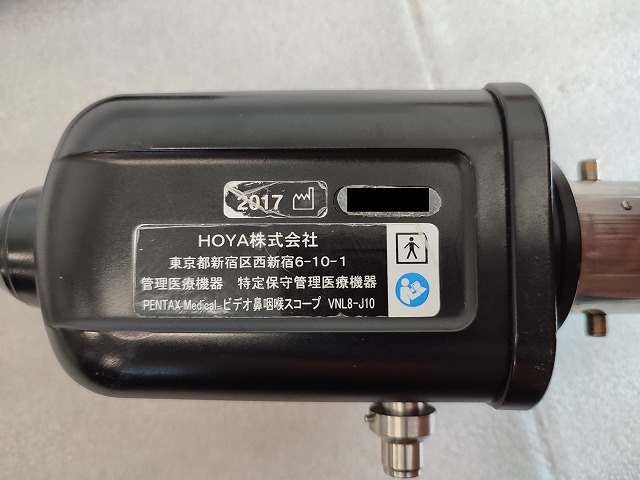 2017
HOYA株式会社
東京都新宿区西新宿6-10-1
管理医療機器 特定保守管理医療機器
PENTAX Medical ビデオ鼻咽喉スコープ VNL8-J10